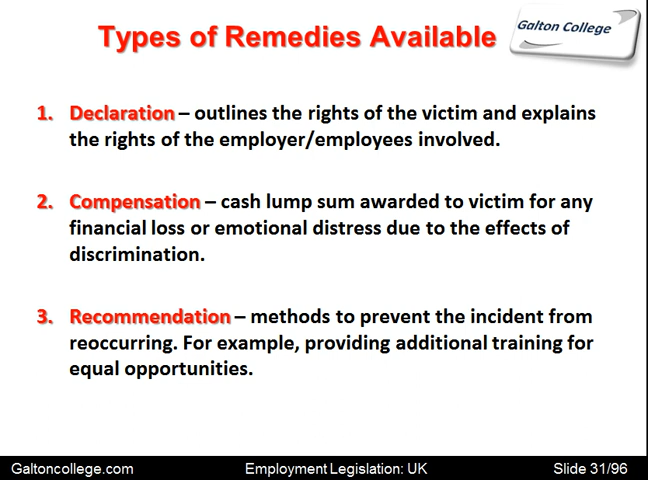 Types of Remedies Available
Galton College
1. Declaration – outlines the rights of the victim and explains
the rights of the employer/employees involved.
2. Compensation – cash lump sum awarded to victim for any
financial loss or emotional distress due to the effects of
discrimination.
3. Recommendation – methods to prevent the incident from
reoccurring. For example, providing additional training for
equal opportunities.
Galtoncollege.com Employment Legislation: UK Slide 31/96